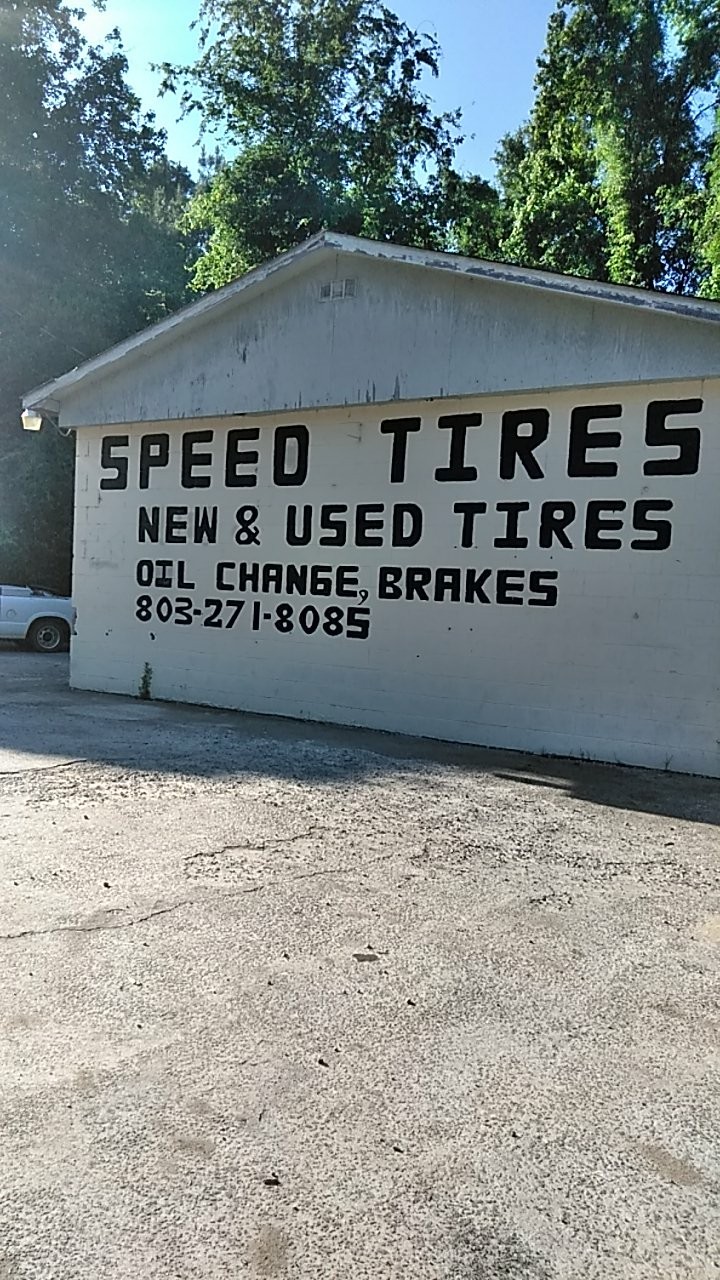 SPEED TIRES
NEW & USED TIRES
OIL CHANGE, BRAKES
803-271-8085